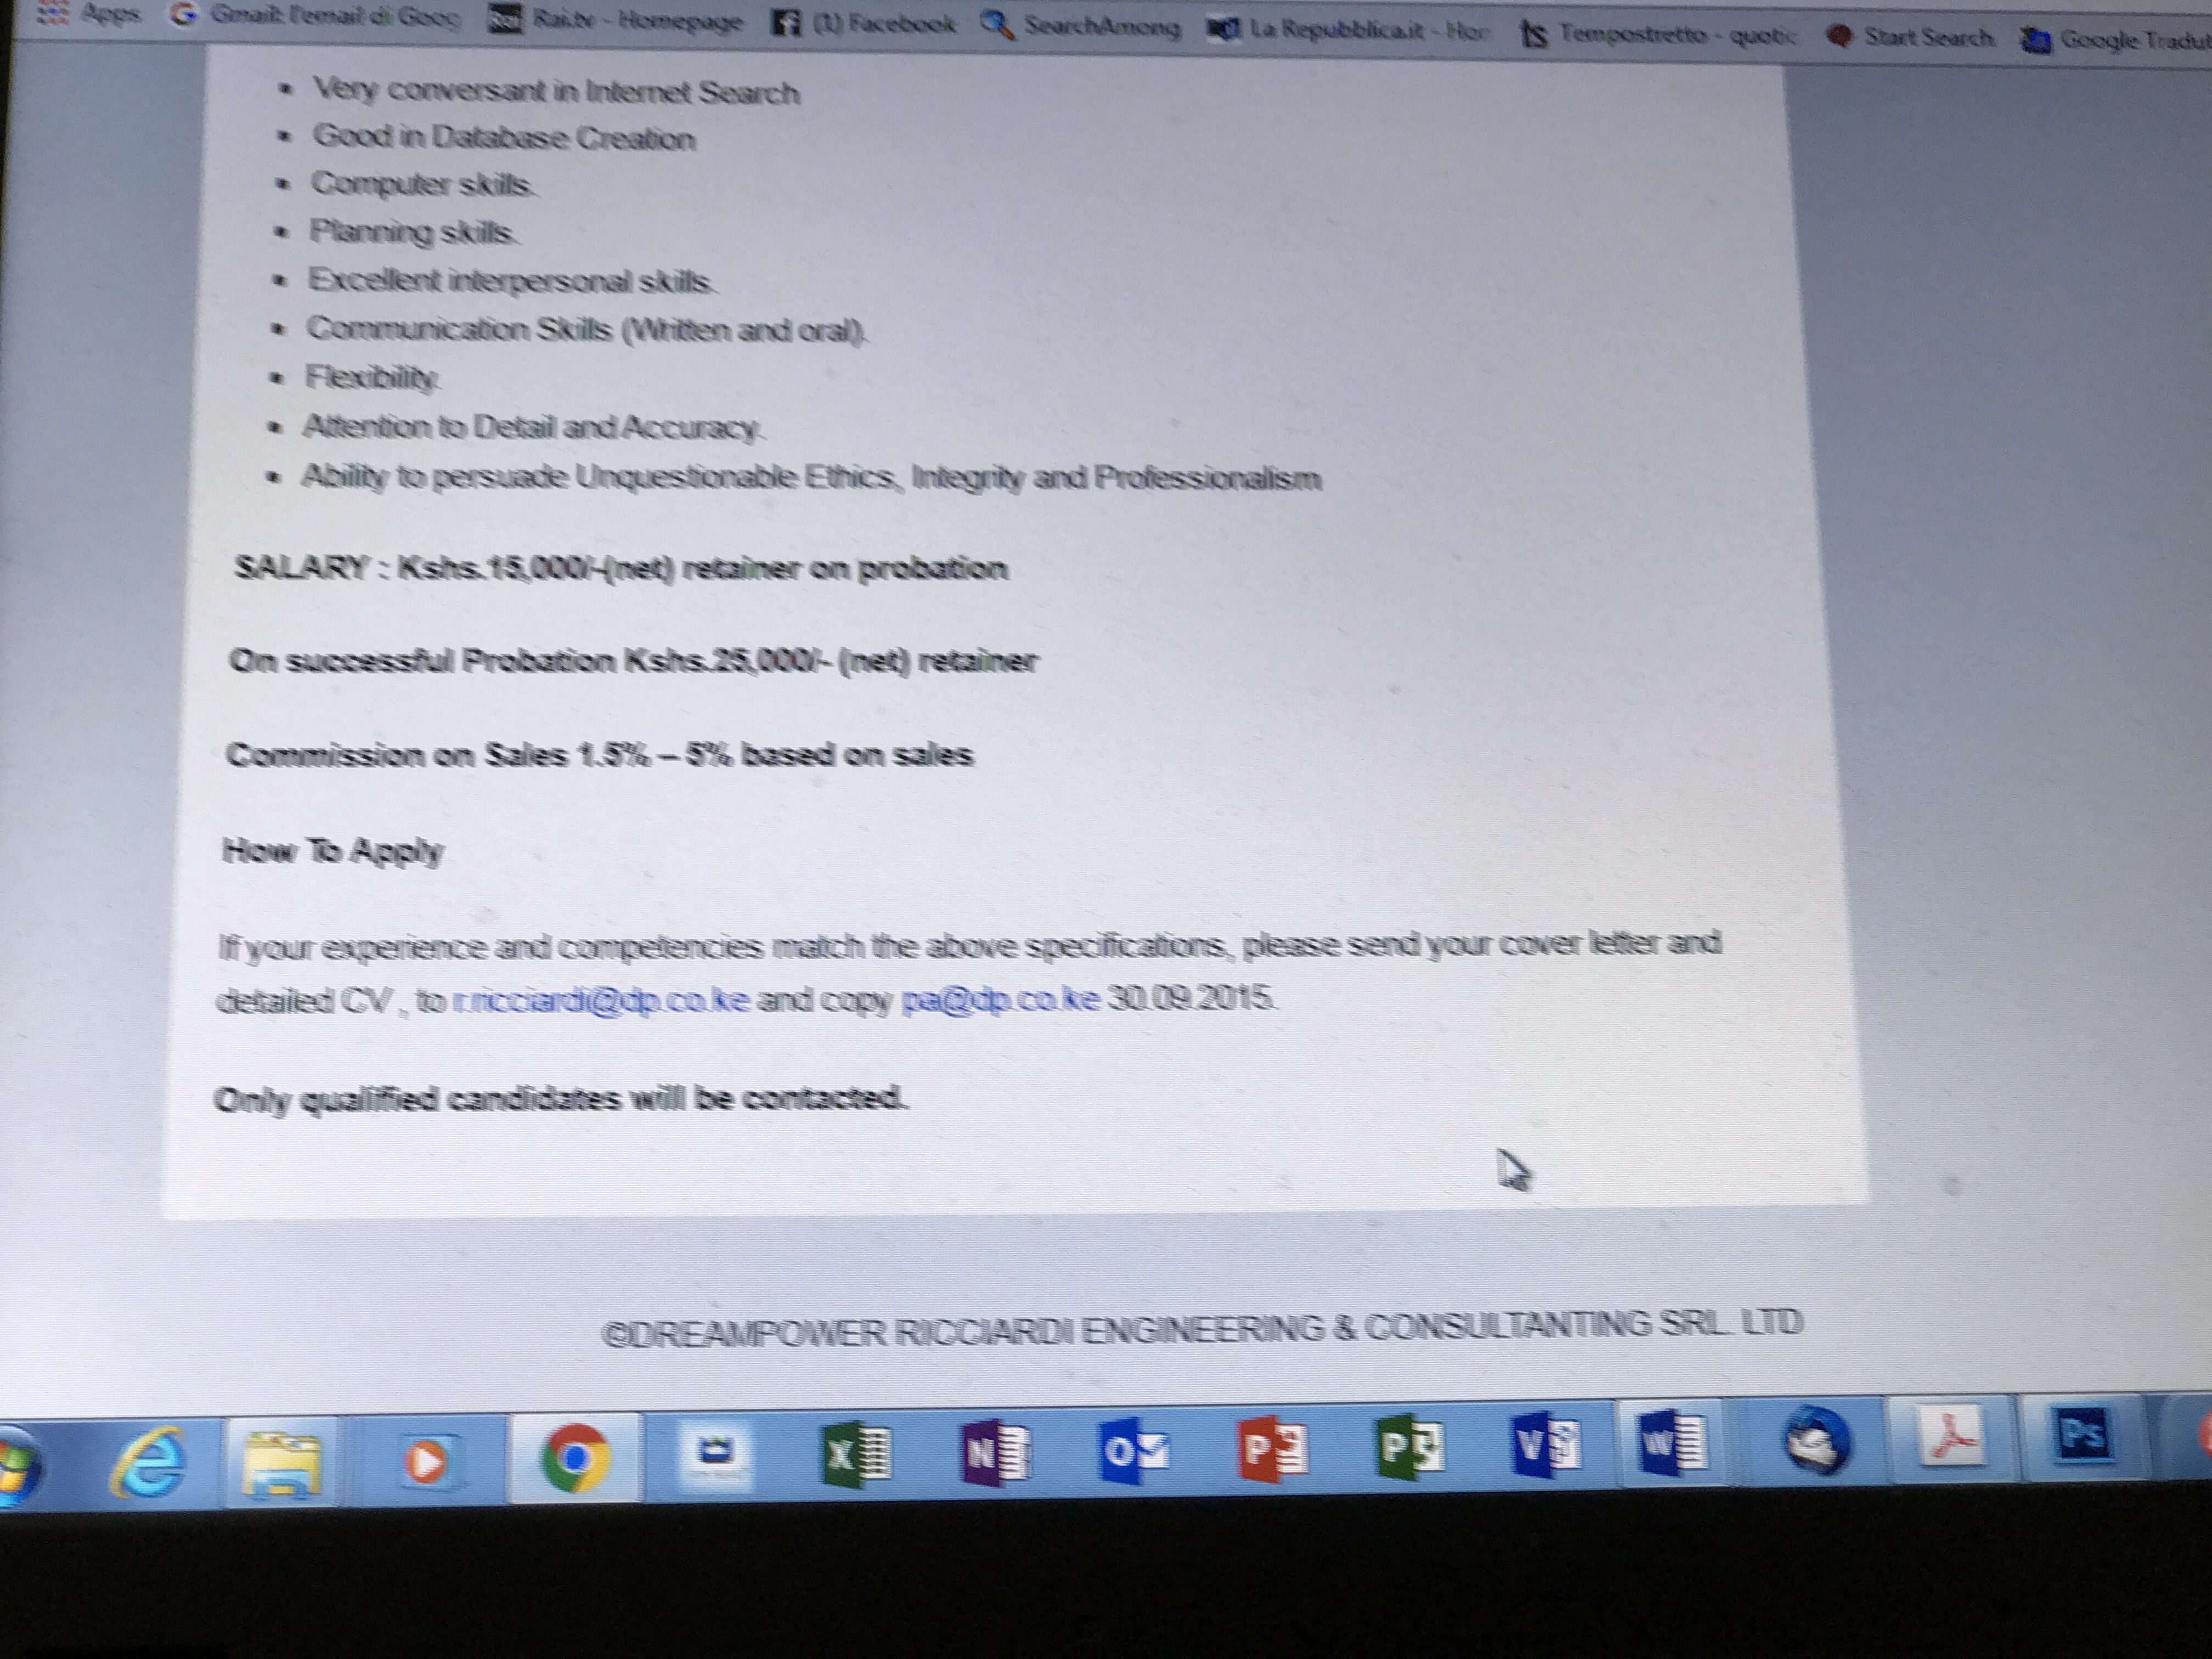 Apps Gmail: l'email di Goog Rai.tv - Homepage (1) Facebook SearchAmong La Repubblica.it - Hor ts Tempostretto - quotic Start Search Google Tradut
• Very conversant in Internet Search
• Good in Database Creation
• Computer skills.
• Planning skills.
• Excellent interpersonal skills.
• Communication Skills (Written and oral).
• Flexibility.
• Attention to Detail and Accuracy.
• Ability to persuade Unquestionable Ethics, Integrity and Professionalism
SALARY : Kshs.15,000/-(net) retainer on probation
On successful Probation Kshs.25,000/- (net) retainer
Commission on Sales 1.5% – 5% based on sales
How To Apply
If your experience and competencies match the above specifications, please send your cover letter and
detailed CV , to r.ricciardi@dp.co.ke and copy pa@dp.co.ke 30.09.2015.
Only qualified candidates will be contacted.
©DREAMPOWER RICCIARDI ENGINEERING & CONSULTANTING SRL. LTD
X N O P P V W Ps